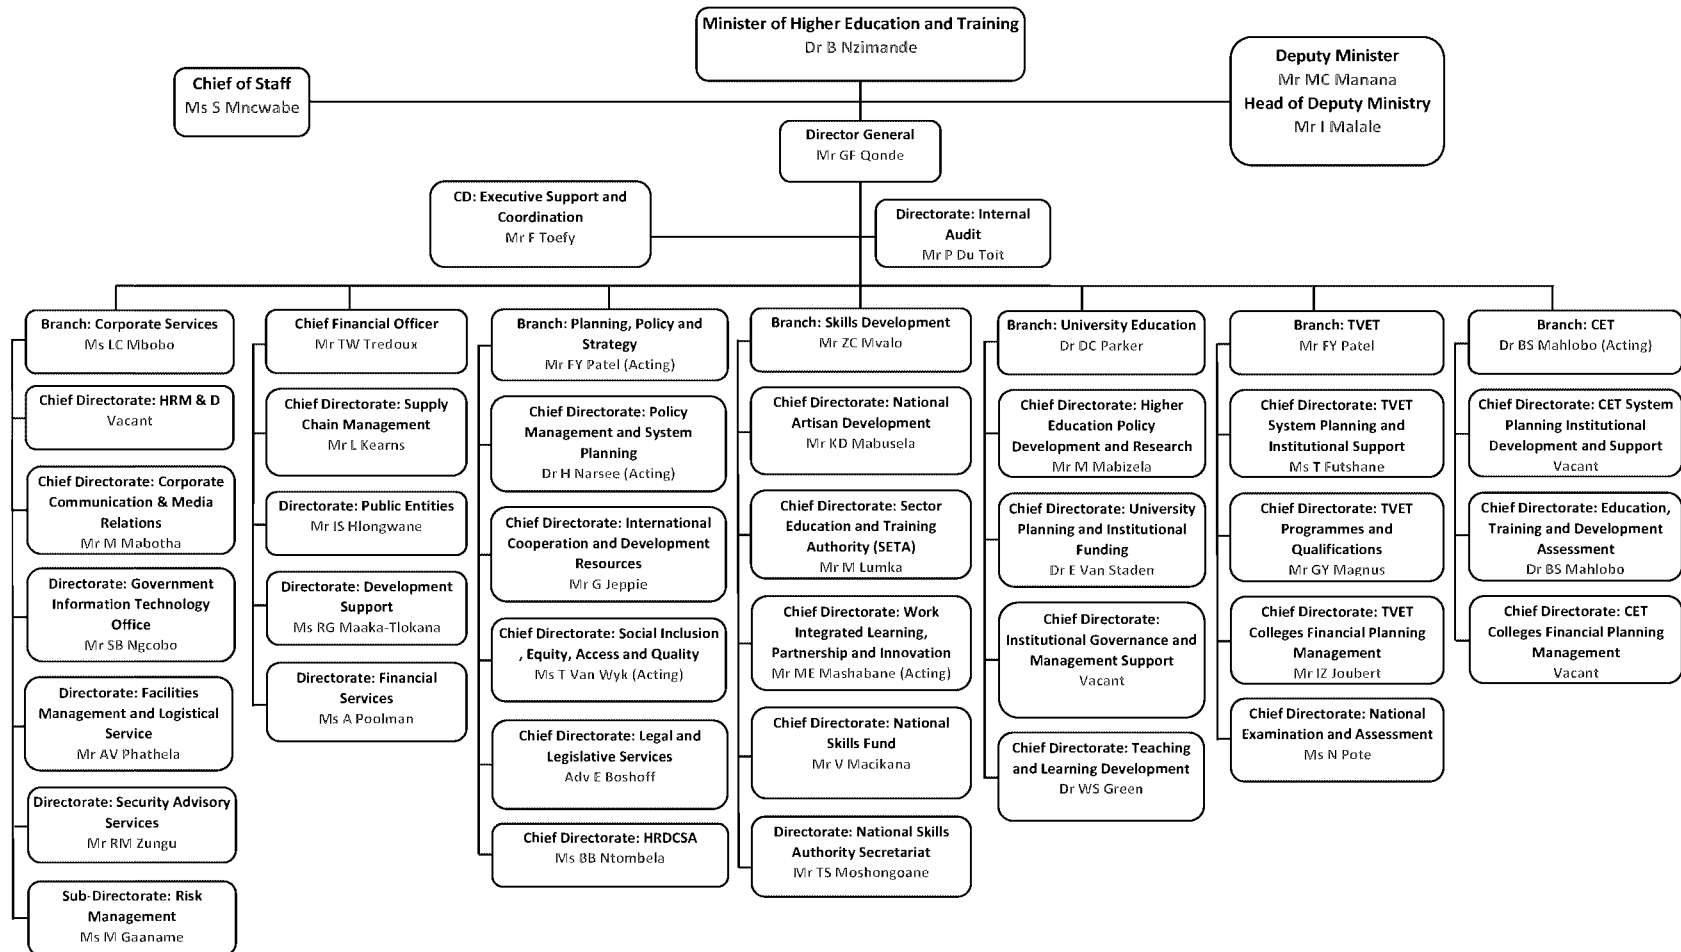 Minister of Higher Education and Training
Dr B Nzimande
Chief of Staff
Ms S Mncwabe
Deputy Minister
Mr MC Manana
Head of Deputy Ministry
Mr I Malale
Director General
Mr GF Qonde
CD: Executive Support and
Coordination
Mr F Toefy
Directorate: Internal
Audit
Mr P Du Toit
Branch: Corporate Services
Ms LC Mbobo
Chief Directorate: HRM & D
Vacant
Chief Directorate: Corporate
Communication & Media
Relations
Mr M Mabotha
Directorate: Government
Information Technology
Office
Mr SB Ngcobo
Directorate: Facilities
Management and Logistical
Service
Mr AV Phathela
Directorate: Security Advisory
Services
Mr RM Zungu
Sub-Directorate: Risk
Management
Ms M Gaaname
Chief Financial Officer
Mr TW Tredoux
Chief Directorate: Supply
Chain Management
Mr L Kearns
Directorate: Public Entities
Mr IS Hlongwane
Directorate: Development
Support
Ms RG Maaka-Tlokana
Directorate: Financial
Services
Ms A Poolman
Branch: Planning, Policy and
Strategy
Mr FY Patel (Acting)
Chief Directorate: Policy
Management and System
Planning
Dr H Narsee (Acting)
Chief Directorate: International
Cooperation and Development
Resources
Mr G Jeppie
Chief Directorate: Social Inclusion
, Equity, Access and Quality
Ms T Van Wyk (Acting)
Chief Directorate: Legal and
Legislative Services
Adv E Boshoff
Chief Directorate: HRDCSA
Ms BB Ntombela
Branch: Skills Development
Mr ZC Mvalo
Chief Directorate: National
Artisan Development
Mr KD Mabusela
Chief Directorate: Sector
Education and Training
Authority (SETA)
Mr M Lumka
Chief Directorate: Work
Integrated Learning,
Partnership and Innovation
Mr ME Mashabane (Acting)
Chief Directorate: National
Skills Fund
Mr V Macikana
Directorate: National Skills
Authority Secretariat
Mr TS Moshongoane
Branch: University Education
Dr DC Parker
Chief Directorate: Higher
Education Policy
Development and Research
Mr M Mabizela
Chief Directorate: University
Planning and Institutional
Funding
Dr E Van Staden
Chief Directorate:
Institutional Governance and
Management Support
Vacant
Chief Directorate: Teaching
and Learning Development
Dr WS Green
Branch: TVET
Mr FY Patel
Chief Directorate: TVET
System Planning and
Institutional Support
Ms T Futshane
Chief Directorate: TVET
Programmes and
Qualifications
Mr GY Magnus
Chief Directorate: TVET
Colleges Financial Planning
Management
Mr IZ Joubert
Chief Directorate: National
Examination and Assessment
Ms N Pote
Branch: CET
Dr BS Mahlobo (Acting)
Chief Directorate: CET System
Planning Institutional
Development and Support
Vacant
Chief Directorate: Education,
Training and Development
Assessment
Dr BS Mahlobo
Chief Directorate: CET
Colleges Financial Planning
Management
Vacant